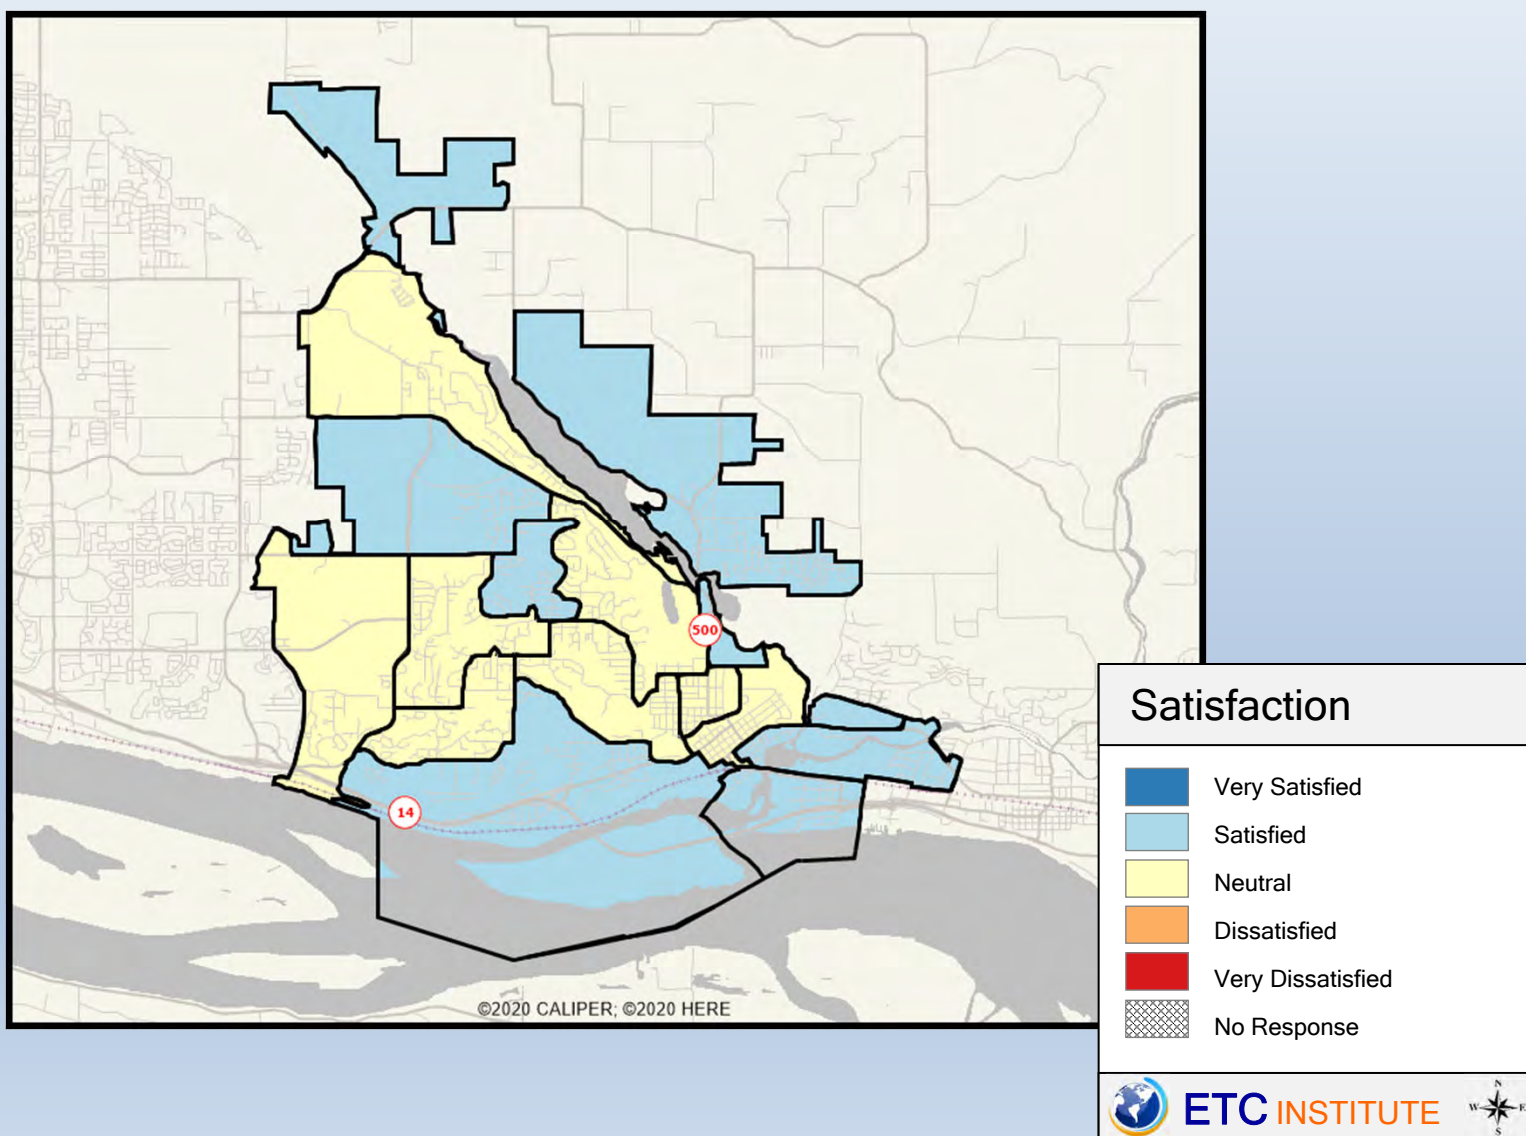 500
14
©2020 CALIPER; ©2020 HERE
Satisfaction
Very Satisfied
Satisfied
Neutral
Dissatisfied
Very Dissatisfied
No Response
ETC INSTITUTE
N
W E
S